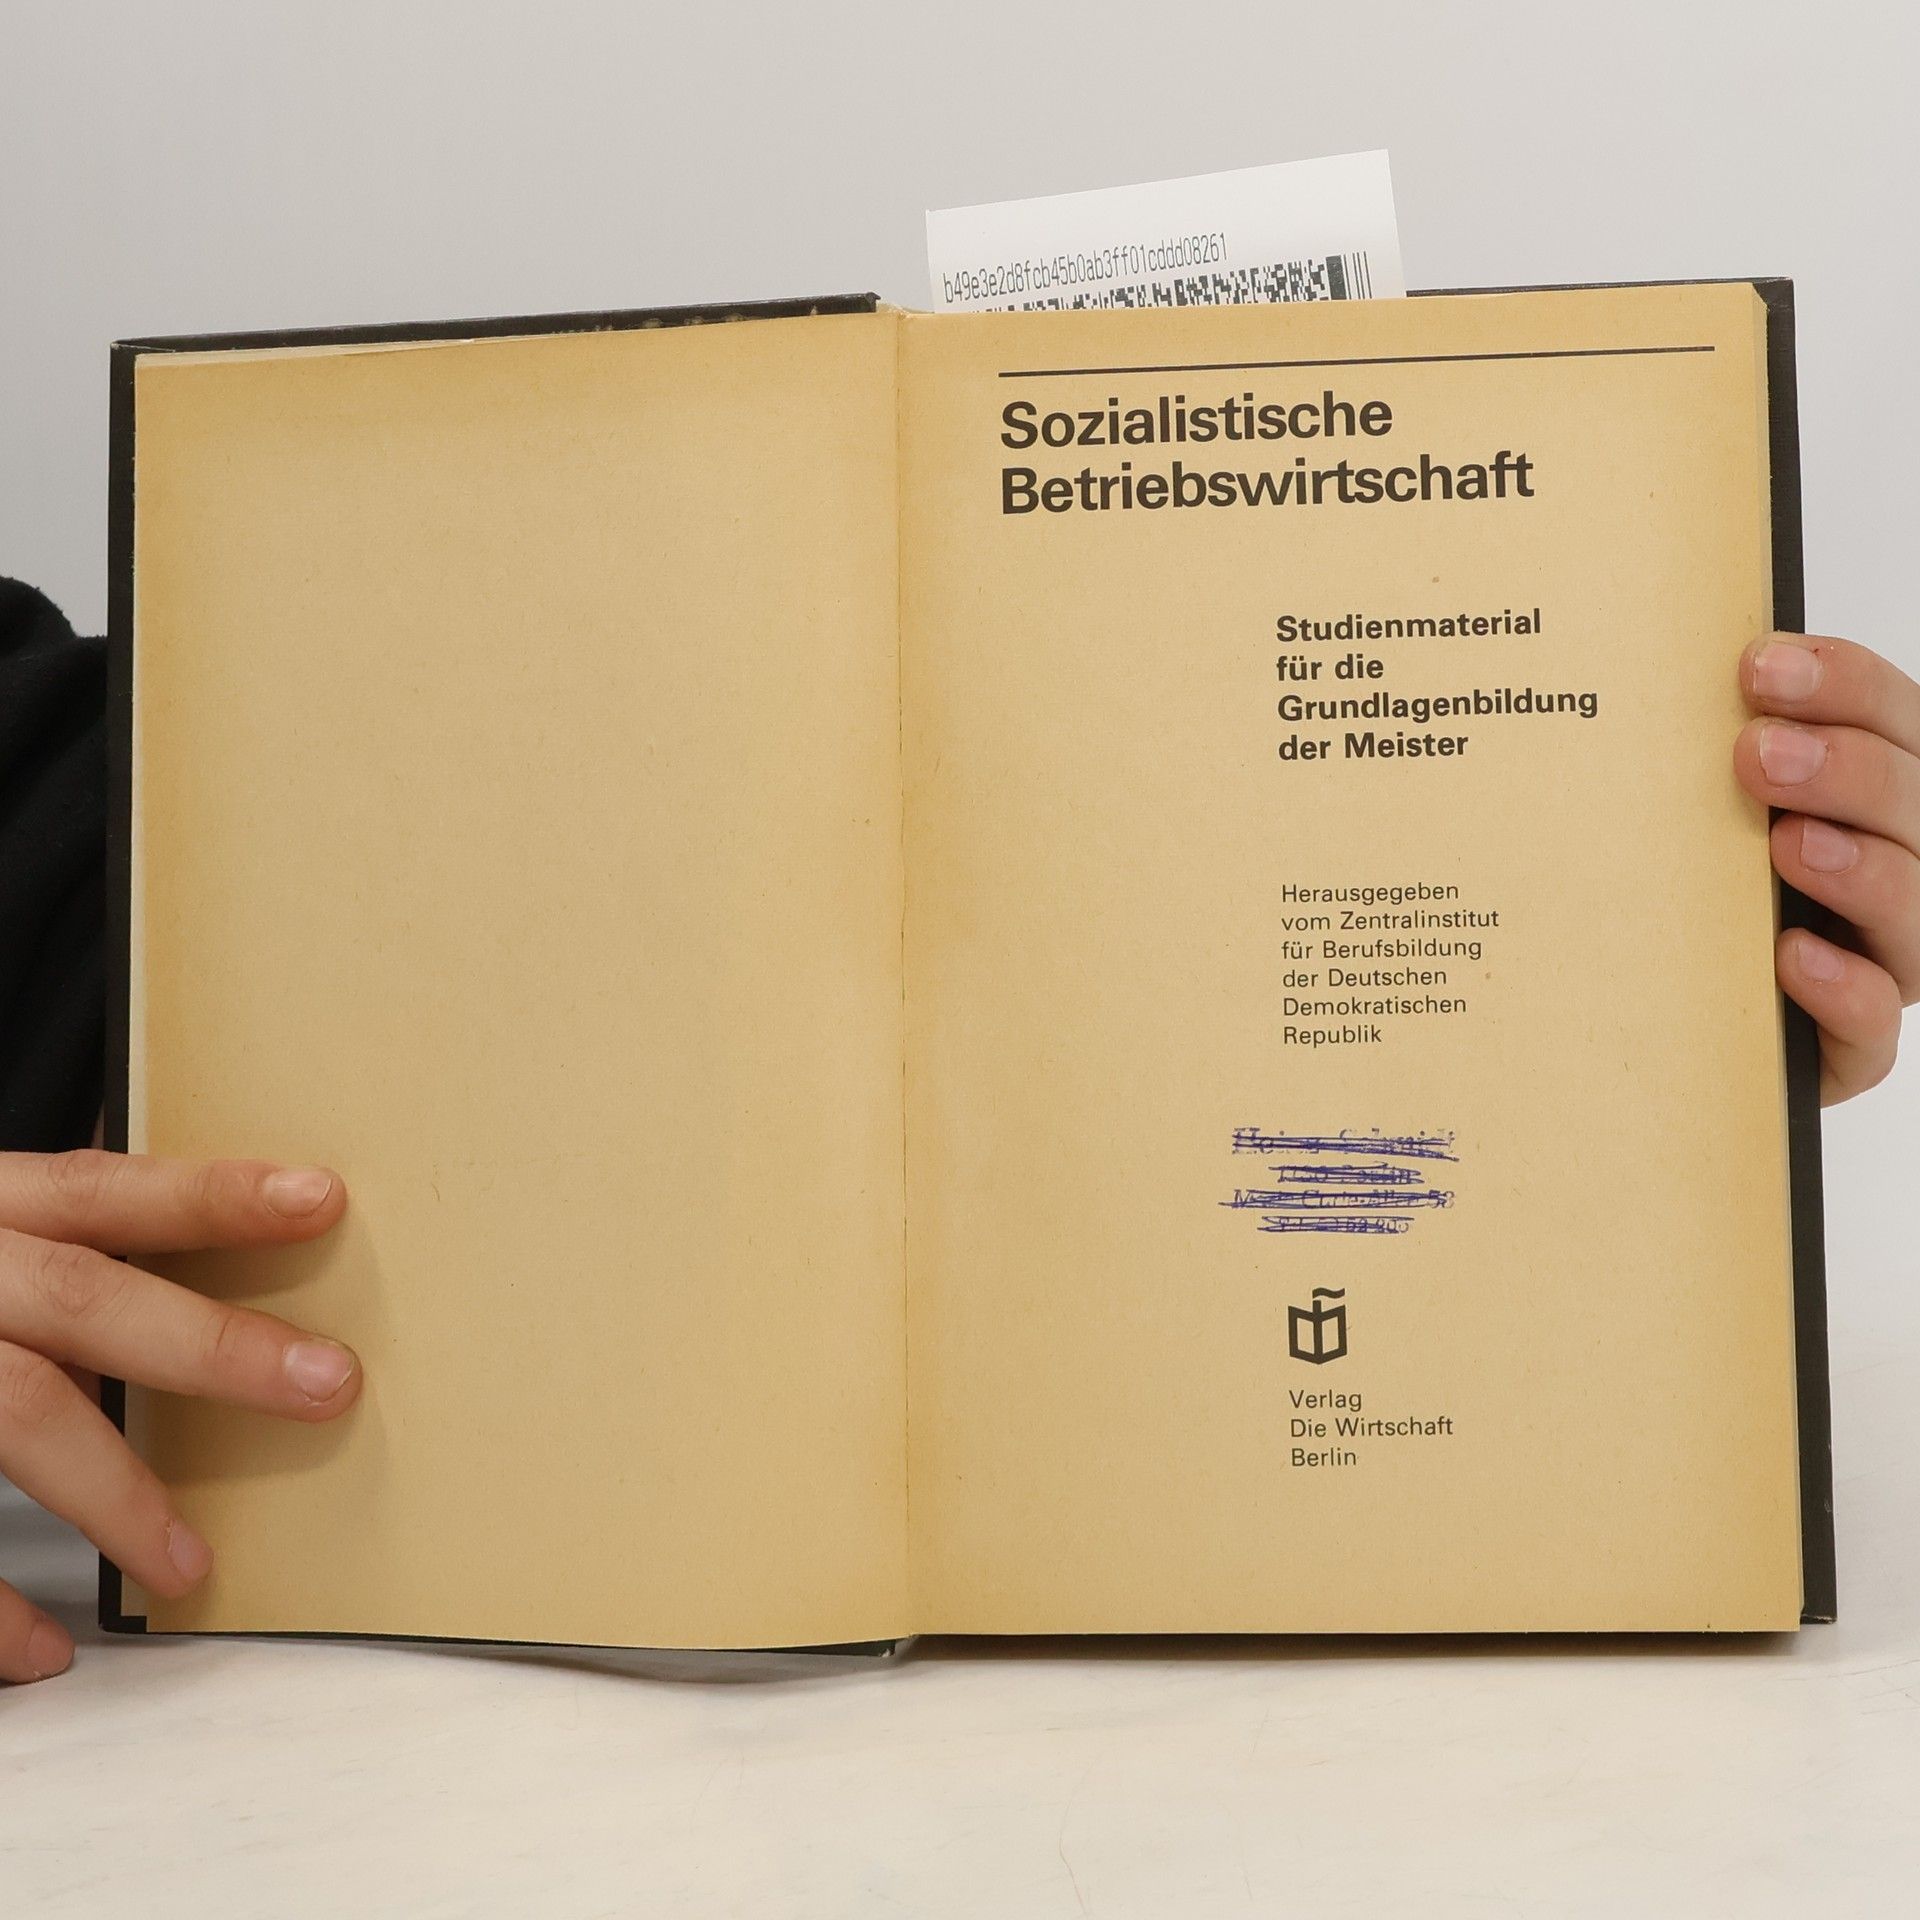 b49e3e2d8fcb45b0ab3ff01cddd08261
Sozialistische
Betriebswirtschaft
Studienmaterial
für die
Grundlagenbildung
der Meister
Herausgegeben
vom Zentralinstitut
für Berufsbildung
der Deutschen
Demokratischen
Republik
Verlag
Die Wirtschaft
Berlin